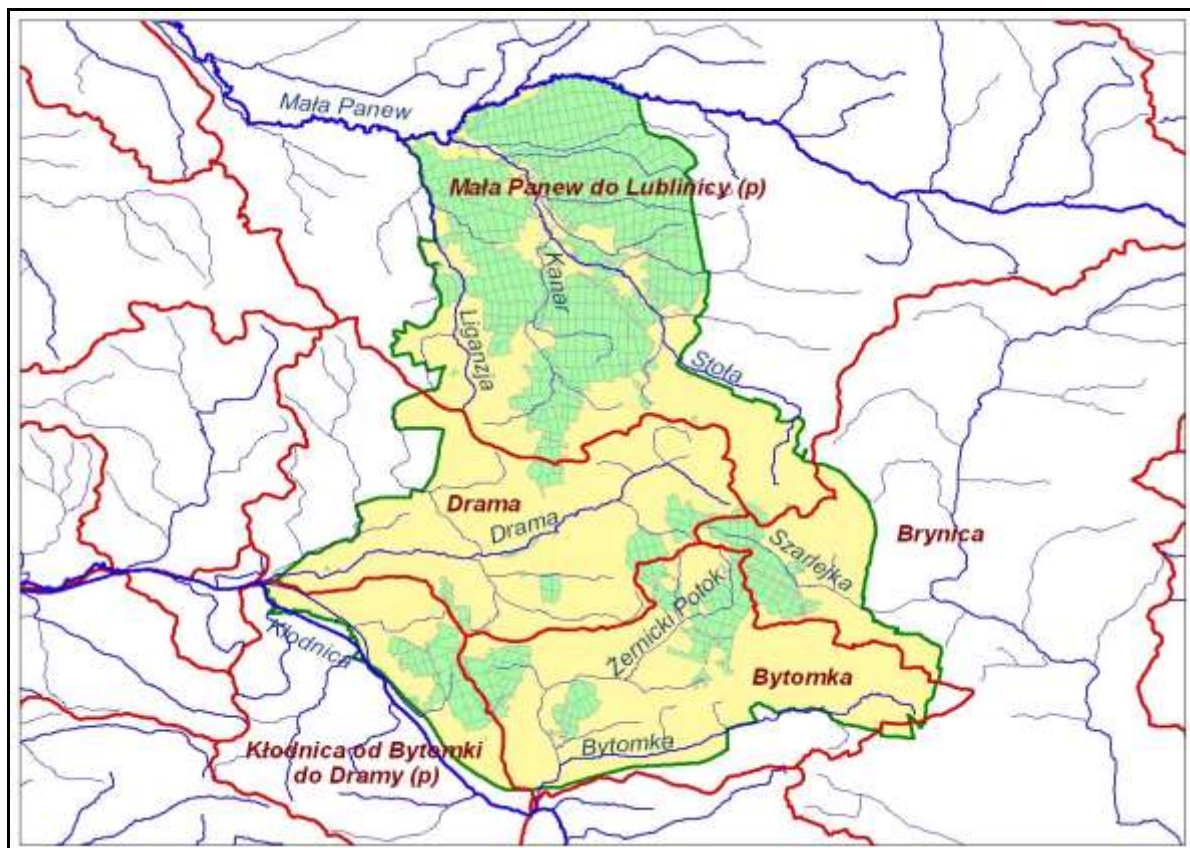 Mała Panew
Mała Panew do Lublinicy (p)
Kanar
Liganzja
Stoła
Drama
Drama
Brynica
Szarlejka
Żernicki Potok
Kłodnica
Bytomka
Bytomka
Kłodnica od Bytomki
do Dramy (p)